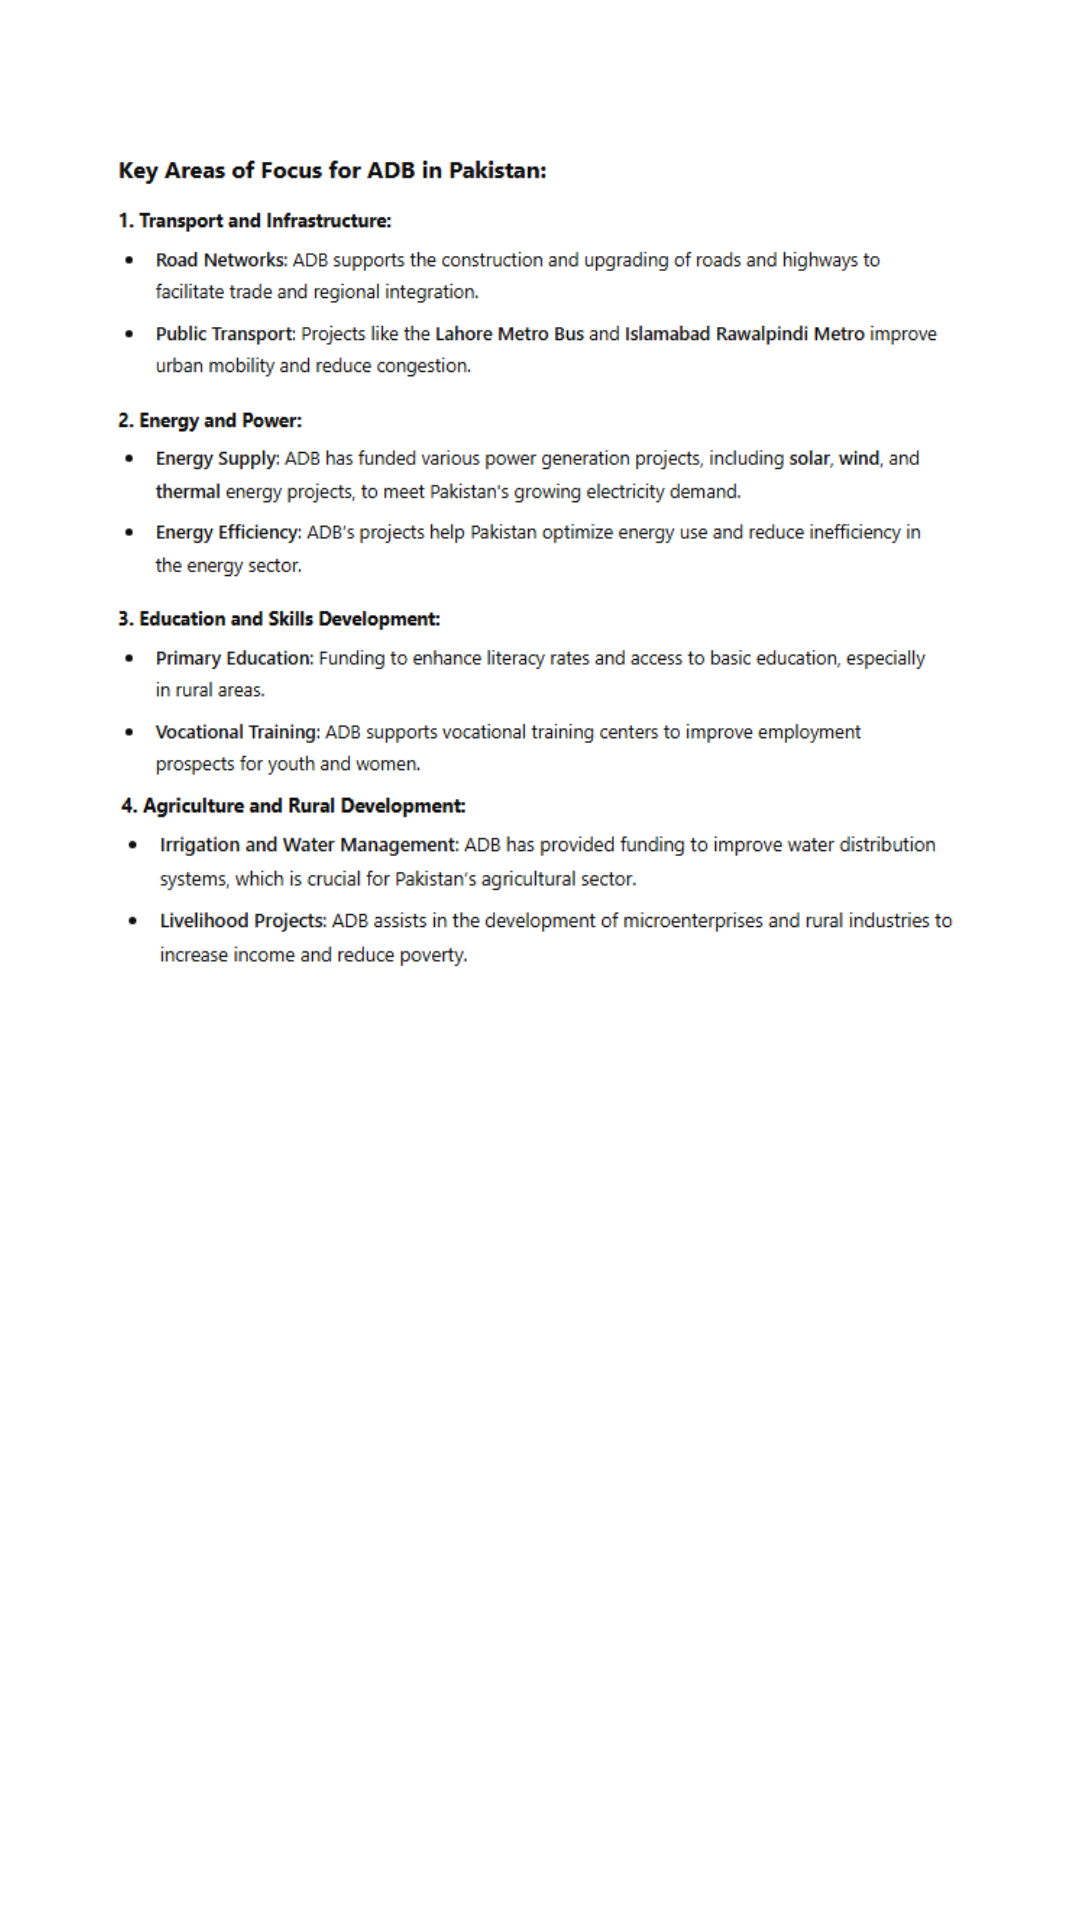 Key Areas of Focus for ADB in Pakistan:
1. Transport and Infrastructure:
• Road Networks: ADB supports the construction and upgrading of roads and highways to
facilitate trade and regional integration.
• Public Transport: Projects like the Lahore Metro Bus and Islamabad Rawalpindi Metro improve
urban mobility and reduce congestion.
2. Energy and Power:
• Energy Supply: ADB has funded various power generation projects, including solar, wind, and
thermal energy projects, to meet Pakistan's growing electricity demand.
• Energy Efficiency: ADB's projects help Pakistan optimize energy use and reduce inefficiency in
the energy sector.
3. Education and Skills Development:
• Primary Education: Funding to enhance literacy rates and access to basic education, especially
in rural areas.
• Vocational Training: ADB supports vocational training centers to improve employment
prospects for youth and women.
4. Agriculture and Rural Development:
• Irrigation and Water Management: ADB has provided funding to improve water distribution
systems, which is crucial for Pakistan's agricultural sector.
• Livelihood Projects: ADB assists in the development of microenterprises and rural industries to
increase income and reduce poverty.